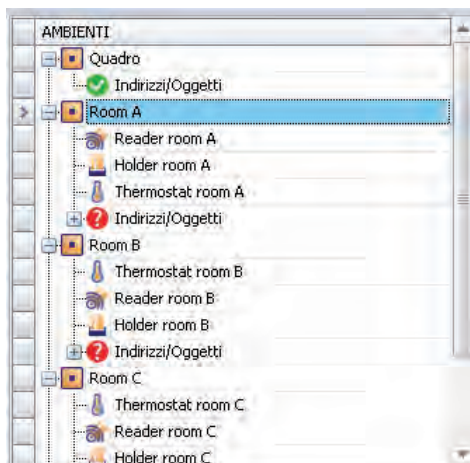 AMBIENTI
Quadro
Indirizzi/Oggetti
Room A
Reader room A
Holder room A
Thermostat room A
Indirizzi/Oggetti
Room B
Thermostat room B
Reader room B
Holder room B
Indirizzi/Oggetti
Room C
Thermostat room C
Reader room C
Holder room C